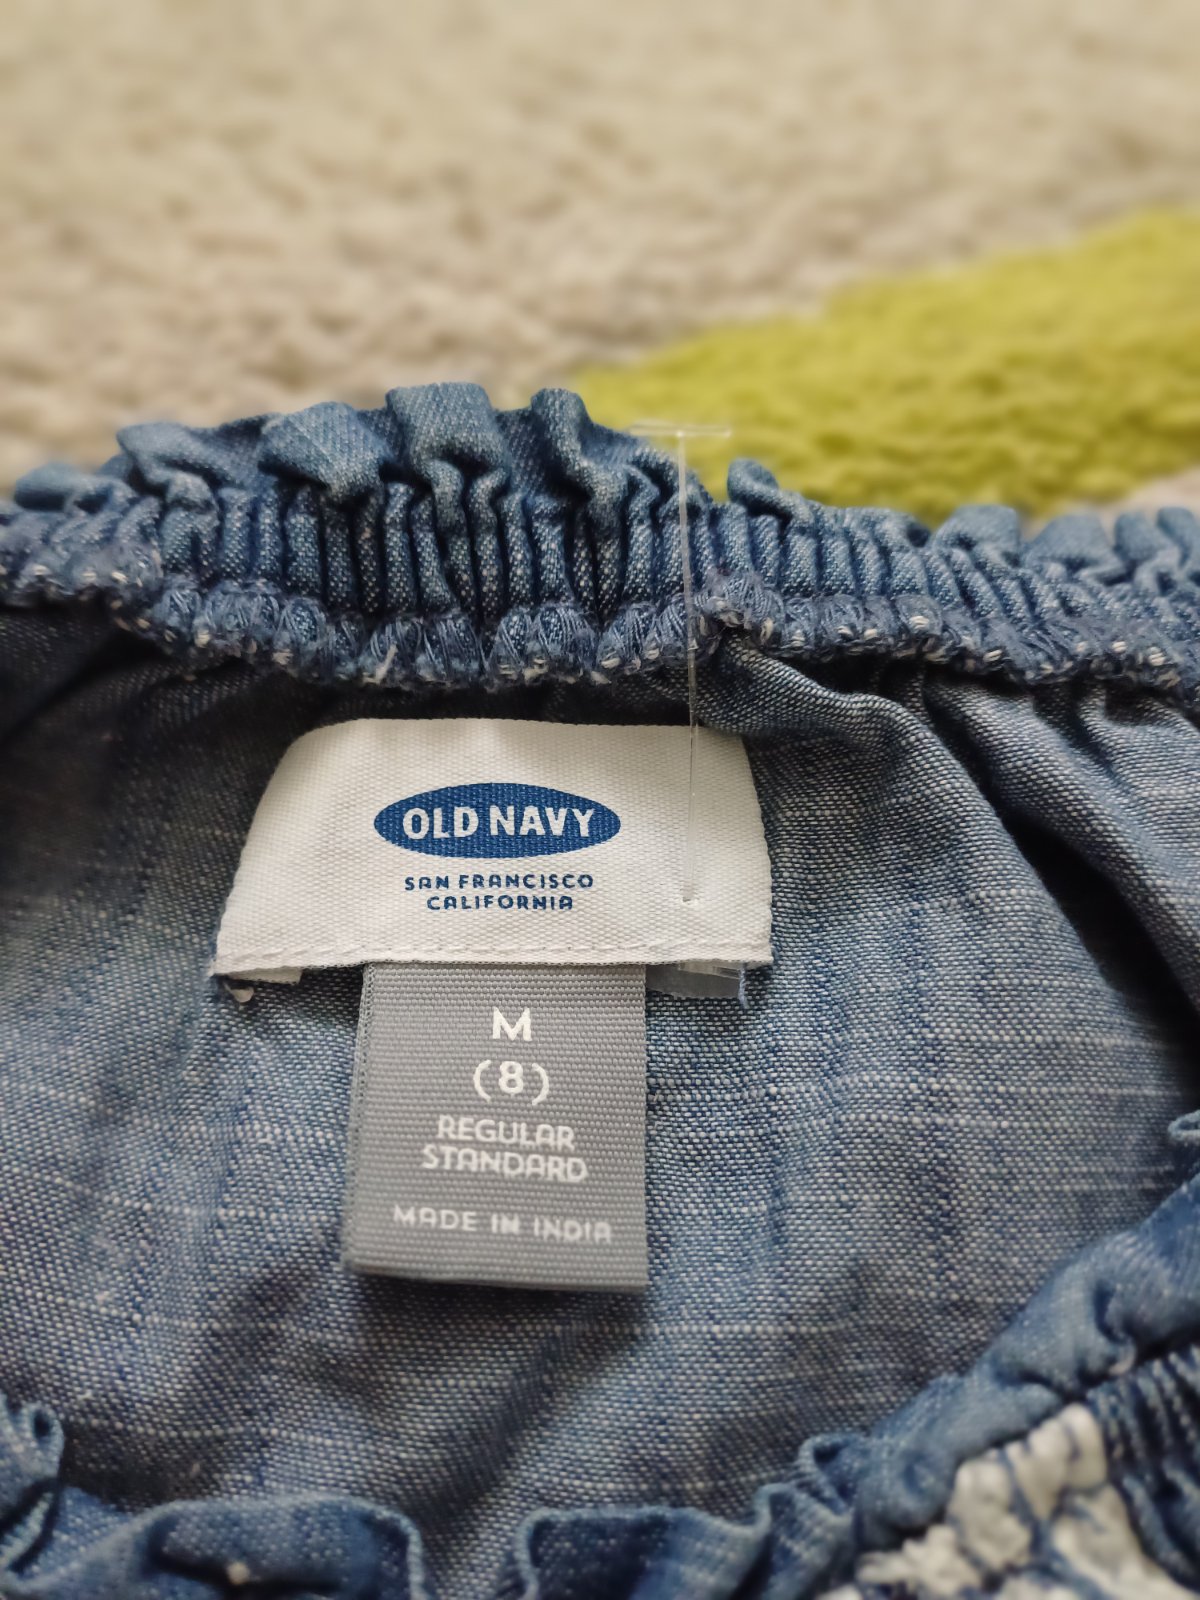 OLD NAVY
SAN FRANCISCO
CALIFORNIA
M
(8)
REGULAR
STANDARD
MADE IN INDIA